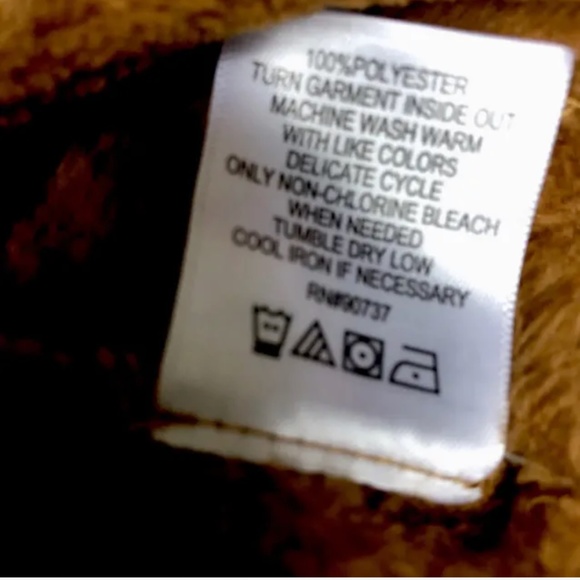 100%POLYESTER
TURN GARMENT INSIDE OUT
MACHINE WASH WARM
WITH LIKE COLORS
DELICATE CYCLE
ONLY NON-CHLORINE BLEACH
WHEN NEEDED
TUMBLE DRY LOW
COOL IRON IF NECESSARY
RN#90737